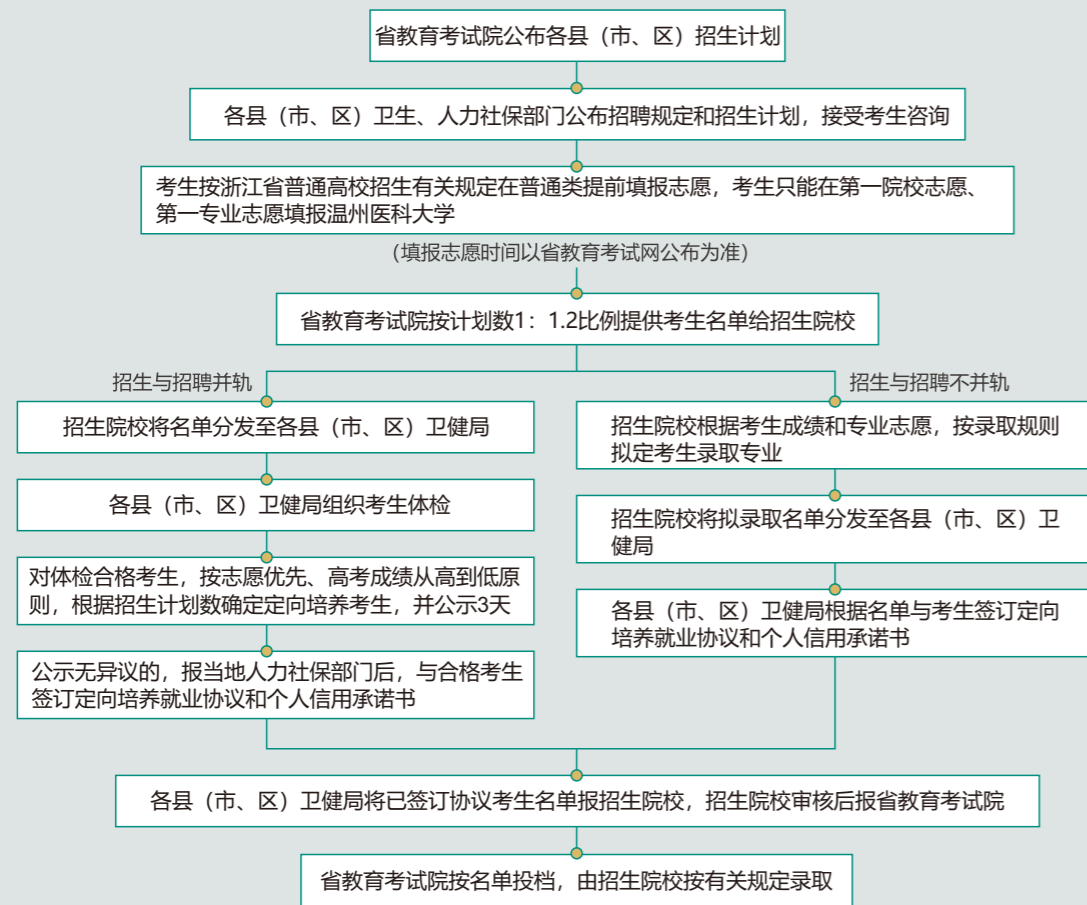 省教育考试院公布各县（市、区）招生计划
各县（市、区）卫生、人力社保部门公布招聘规定和招生计划，接受考生咨询
考生按浙江省普通高校招生有关规定在普通类提前填报志愿，考生只能在第一院校志愿、
第一专业志愿填报温州医科大学
（填报志愿时间以省教育考试网公布为准）
省教育考试院按计划数1：1.2比例提供考生名单给招生院校
招生与招聘并轨
招生院校将名单分发至各县（市、区）卫健局
各县（市、区）卫健局组织考生体检
对体检合格考生，按志愿优先、高考成绩从高到低原
则，根据招生计划数确定定向培养考生，并公示3天
公示无异议的，报当地人力社保部门后，与合格考生
签订定向培养就业协议和个人信用承诺书
招生与招聘不并轨
招生院校根据考生成绩和专业志愿，按录取规则
拟定考生录取专业
招生院校将拟录取名单分发至各县（市、区）卫
健局
各县（市、区）卫健局根据名单与考生签订定向
培养就业协议和个人信用承诺书
各县（市、区）卫健局将已签订协议考生名单报招生院校，招生院校审核后报省教育考试院
省教育考试院按名单投档，由招生院校按有关规定录取